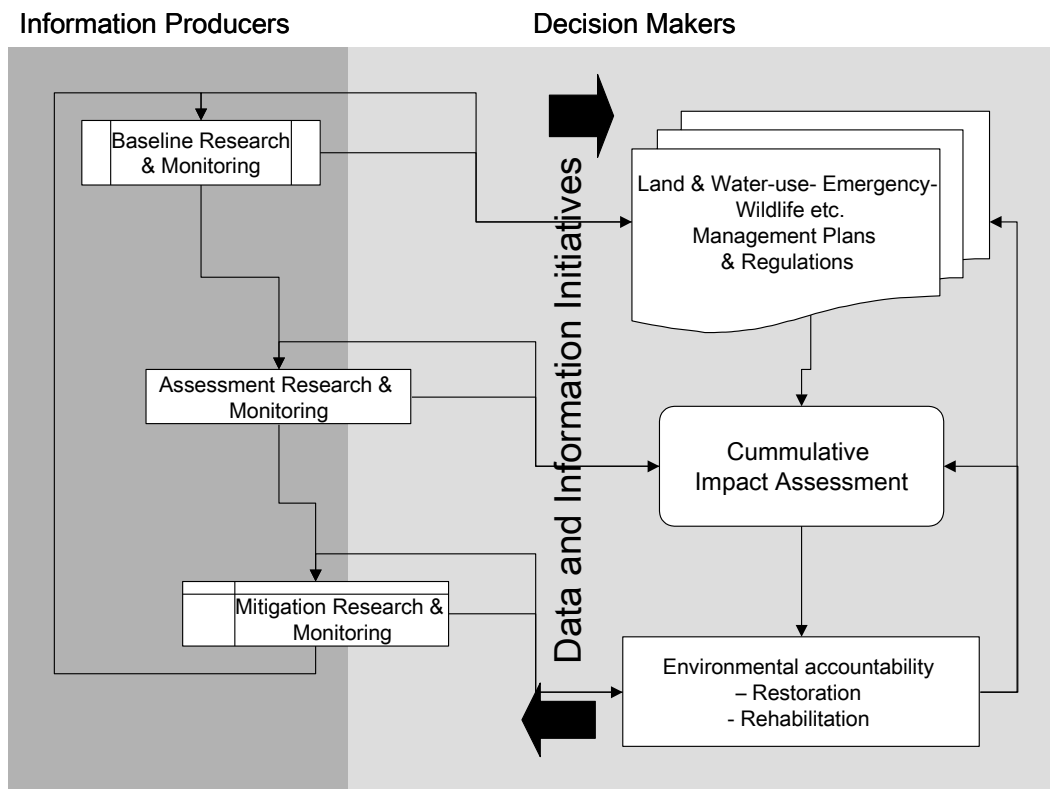 Information Producers
Decision Makers
Baseline Research
& Monitoring
Data and Information Initiatives
Land & Water-use- Emergency-
Wildlife etc.
Management Plans
& Regulations
Assessment Research &
Monitoring
Cummulative
Impact Assessment
Mitigation Research &
Monitoring
Environmental accountability
– Restoration
- Rehabilitation